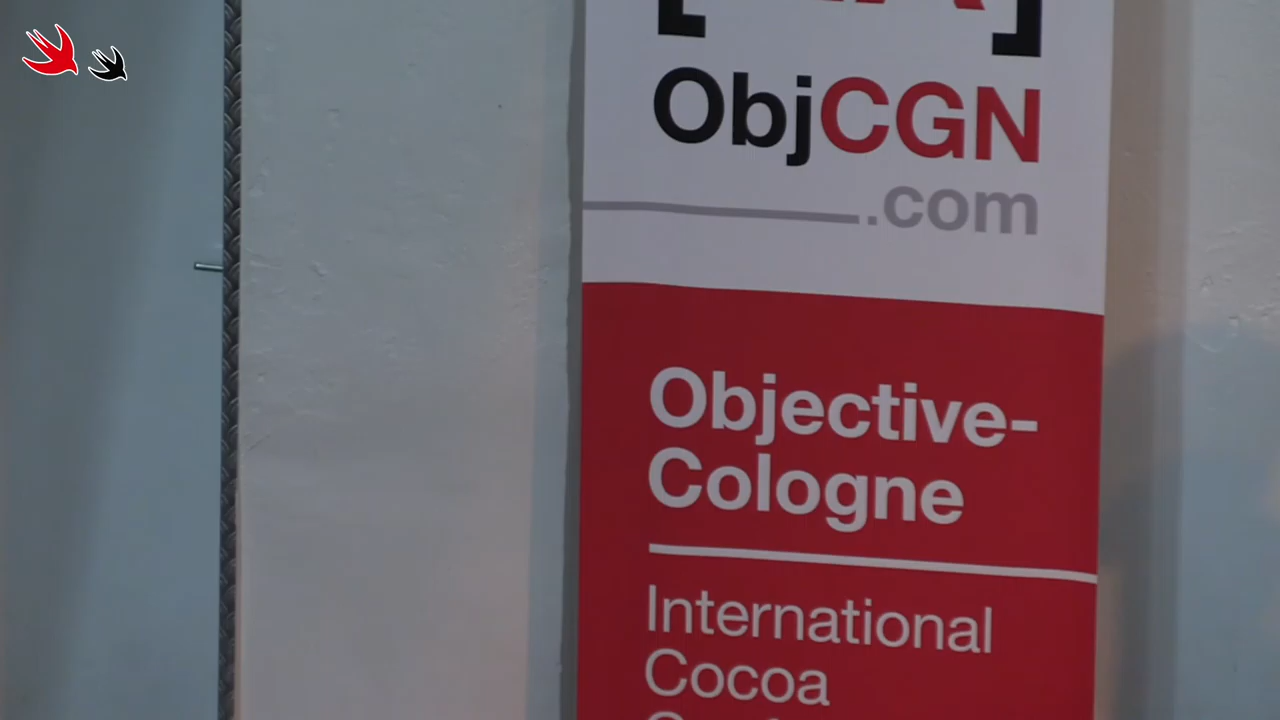 ObjCGN
.com
Objective-
Cologne
International
Cocoa